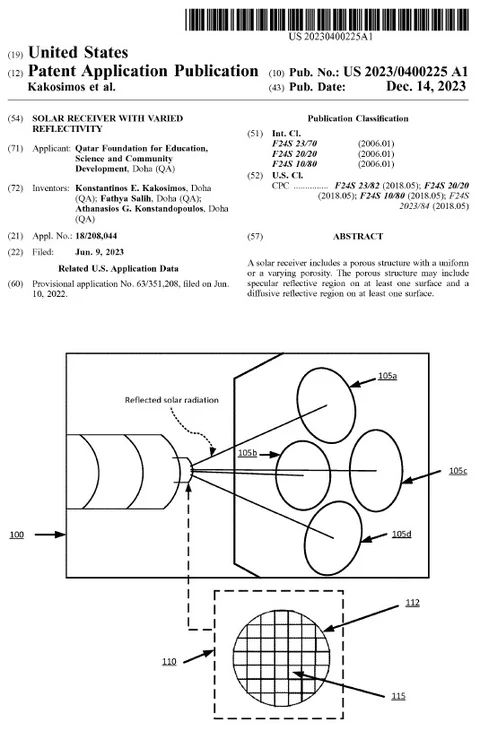 US 20230400225A1
(19) United States
(12) Patent Application Publication (10) Pub. No.: US 2023/0400225 A1
Kakosimos et al. (43) Pub. Date: Dec. 14, 2023
(54) SOLAR RECEIVER WITH VARIED
REFLECTIVITY
(71) Applicant: Qatar Foundation for Education,
Science and Community
Development, Doha (QA)
(72) Inventors: Konstantinos E. Kakosimos, Doha
(QA); Fathya Salih, Doha (QA);
Athanasios G. Konstandopoulos, Doha
(QA)
(21) Appl. No.: 18/208,044
(22) Filed: Jun. 9, 2023
Related U.S. Application Data
(60) Provisional application No. 63/351,208, filed on Jun.
10, 2022.
Publication Classification
(51) Int. Cl.
F24S 23/70 (2006.01)
F24S 20/20 (2006.01)
F24S 10/80 (2006.01)
(52) U.S. Cl.
CPC .............. F24S 23/82 (2018.05); F24S 20/20
(2018.05); F24S 10/80 (2018.05); F24S
2023/84 (2018.05)
(57) ABSTRACT
A solar receiver includes a porous structure with a uniform
or a varying porosity. The porous structure may include
specular reflective region on at least one surface and a
diffusive reflective region on at least one surface.
105a
Reflected solar radiation
105b
105c
100
105d
112
110
115